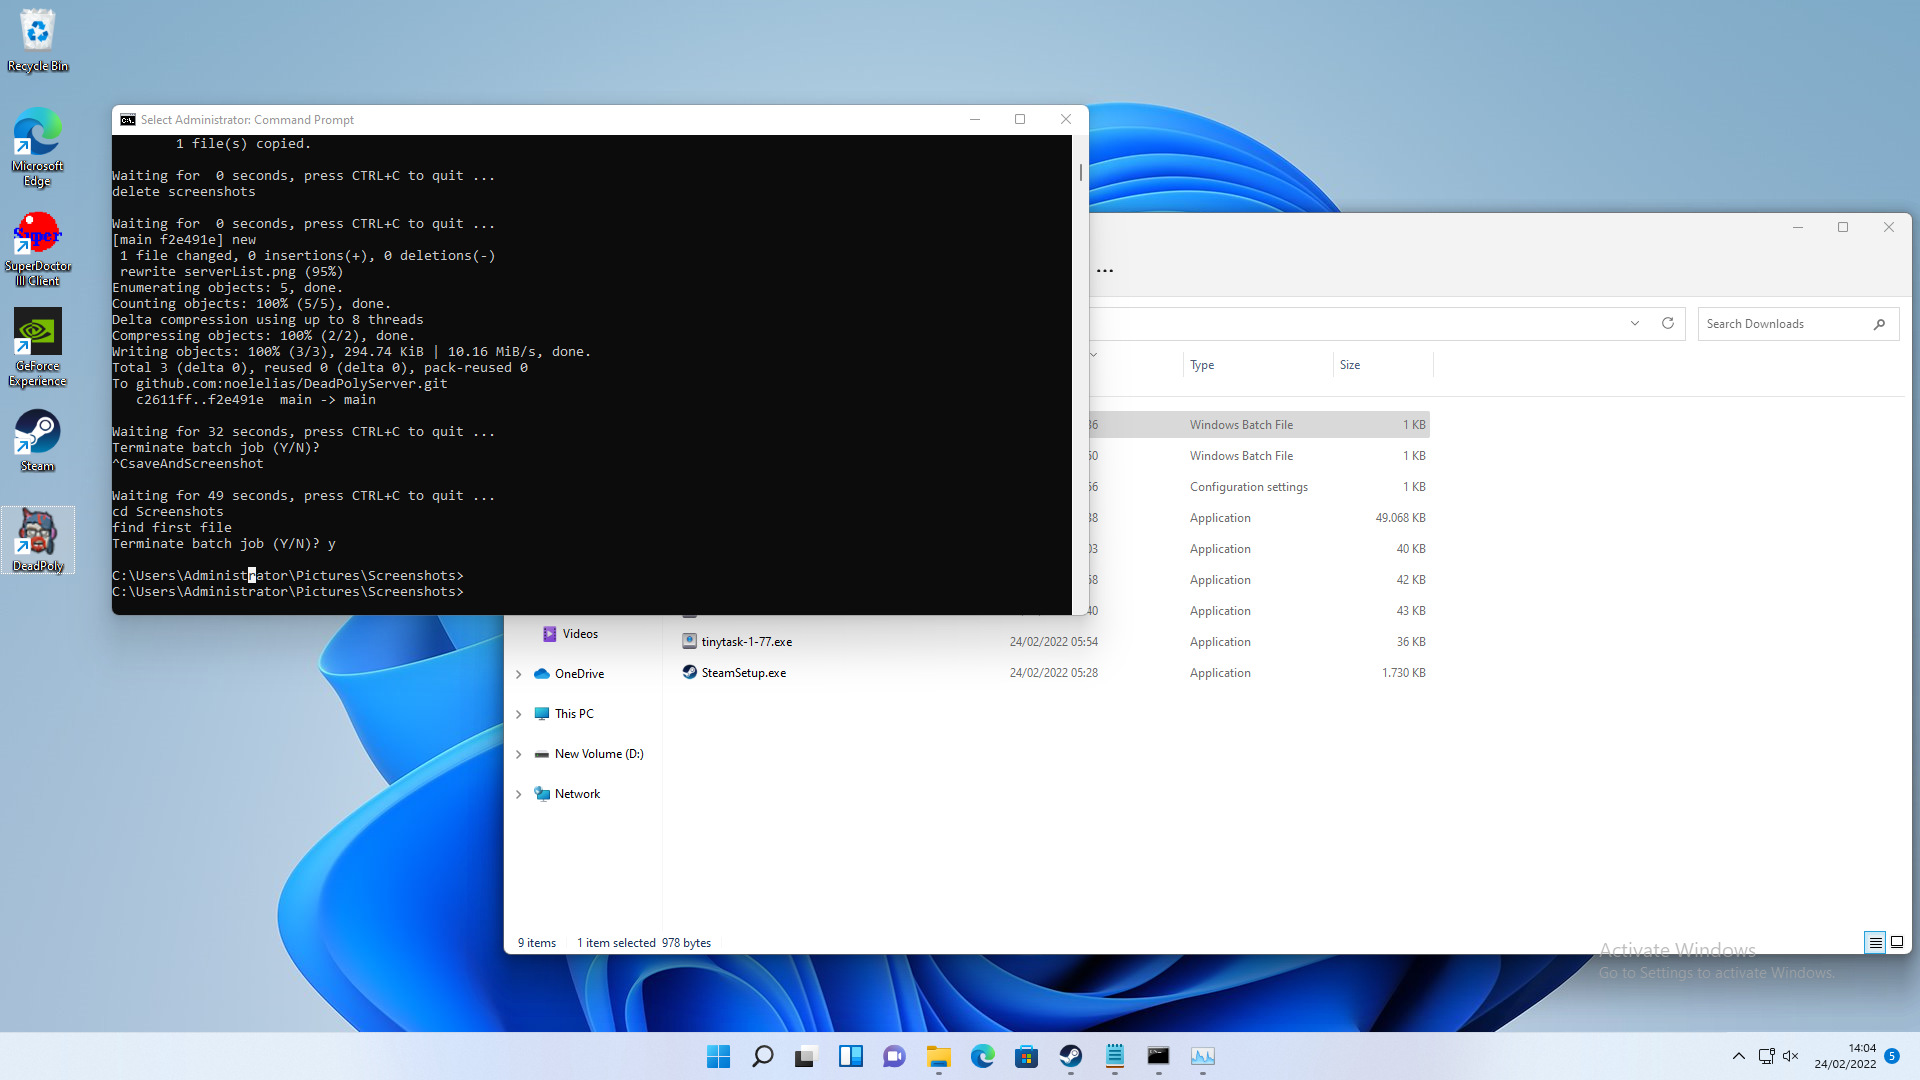 Recycle Bin
Microsoft
Edge
Super
SuperDoctor
III Client
GeForce
Experience
Steam
DeadPoly
Select Administrator: Command Prompt
1 file(s) copied.
Waiting for  0 seconds, press CTRL+C to quit ...
delete screenshots
Waiting for  0 seconds, press CTRL+C to quit ...
[main f2e491e] new
1 file changed, 0 insertions(+), 0 deletions(-)
rewrite serverList.png (95%)
Enumerating objects: 5, done.
Counting objects: 100% (5/5), done.
Delta compression using up to 8 threads
Compressing objects: 100% (2/2), done.
Writing objects: 100% (3/3), 294.74 KiB | 10.16 MiB/s, done.
Total 3 (delta 0), reused 0 (delta 0), pack-reused 0
To github.com:noelelias/DeadPolyServer.git
c2611ff..f2e491e  main -> main
Waiting for 32 seconds, press CTRL+C to quit ...
Terminate batch job (Y/N)?
^CsaveAndScreenshot
Waiting for 49 seconds, press CTRL+C to quit ...
cd Screenshots
find first file
Terminate batch job (Y/N)? y
C:\Users\Administrator\Pictures\Screenshots>
C:\Users\Administrator\Pictures\Screenshots>
...
Search Downloads
Type Size
Windows Batch File 1 KB
Windows Batch File 1 KB
Configuration settings 1 KB
Application 49.068 KB
Application 40 KB
Application 42 KB
Application 43 KB
Videos
tinytask-1-77.exe 24/02/2022 05:54 Application 36 KB
OneDrive
SteamSetup.exe 24/02/2022 05:28 Application 1.730 KB
This PC
New Volume (D:)
Network
9 items 1 item selected 978 bytes
Activate Windows
Go to Settings to activate Windows.
14:04
24/02/2022
5